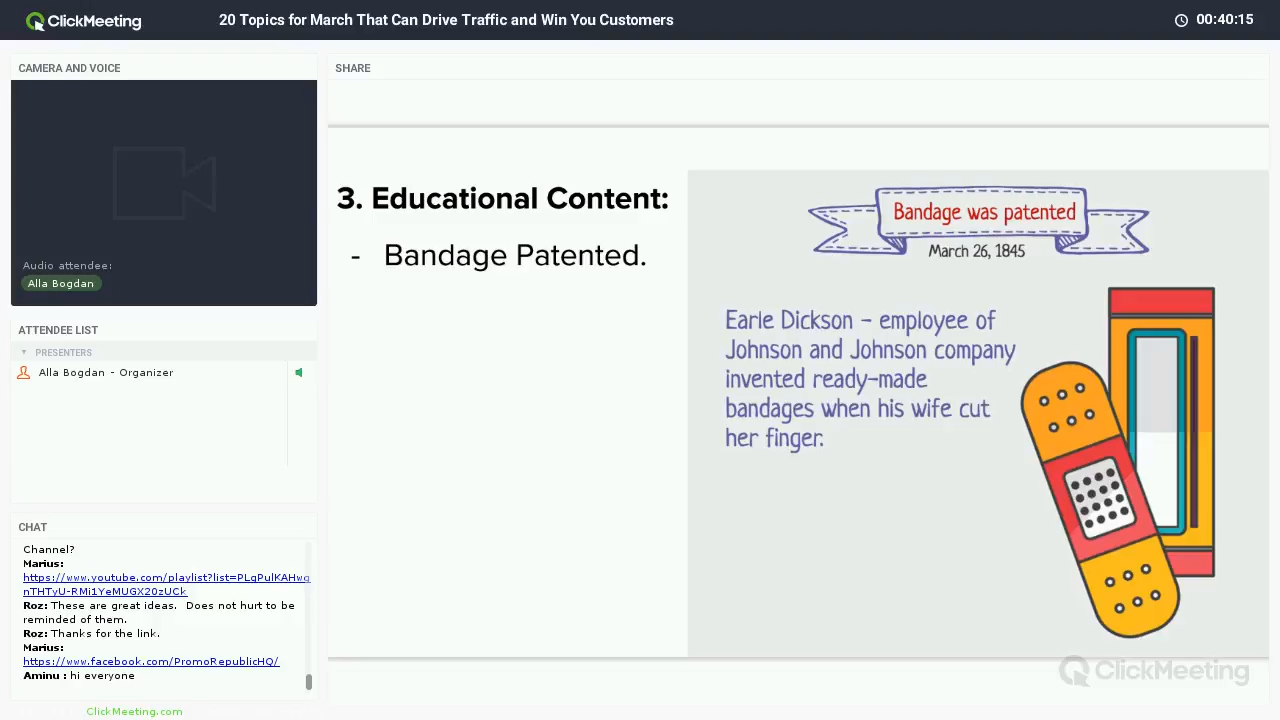 ClickMeeting
20 Topics for March That Can Drive Traffic and Win You Customers
00:40:15
CAMERA AND VOICE
Audio attendee:
Alla Bogdan
ATTENDEE LIST
PRESENTERS
Alla Bogdan - Organizer
CHAT
Channel?
Marius:
https://www.youtube.com/playlist?list=PLgPulKAHwg
nTHTyU-RMi1YeMUGX20zUCk
Roz: These are great ideas. Does not hurt to be
reminded of them.
Roz: Thanks for the link.
Marius:
https://www.facebook.com/PromoRepublicHQ/
Aminu : hi everyone
ClickMeeting.com
SHARE
3. Educational Content:
- Bandage Patented.
Bandage was patented
March 26, 1845
Earle Dickson - employee of
Johnson and Johnson company
invented ready-made
bandages when his wife cut
her finger.
ClickMeeting